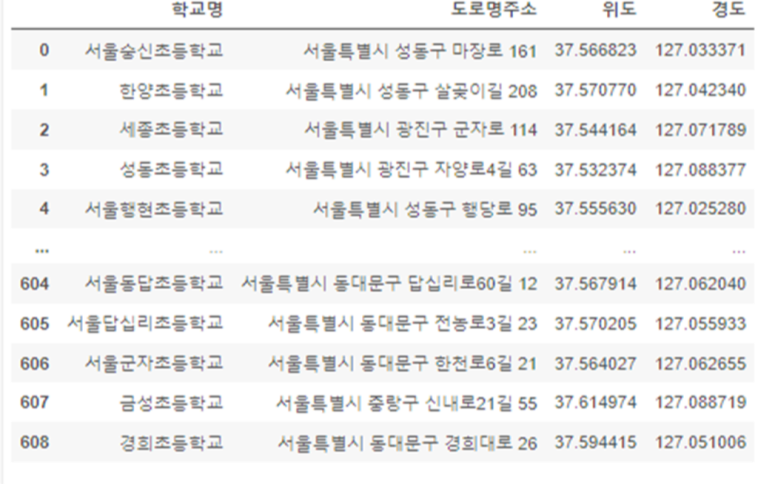 학교명 도로명주소 위도 경도
0 서울숭신초등학교 서울특별시 성동구 마장로 161 37.566823 127.033371
1 한양초등학교 서울특별시 성동구 살곶이길 208 37.570770 127.042340
2 세종초등학교 서울특별시 광진구 군자로 114 37.544164 127.071789
3 성동초등학교 서울특별시 광진구 자양로4길 63 37.532374 127.088377
4 서울행현초등학교 서울특별시 성동구 행당로 95 37.555630 127.025280
... ... ... ... ...
604 서울동답초등학교 서울특별시 동대문구 답십리로60길 12 37.567914 127.062040
605 서울답십리초등학교 서울특별시 동대문구 전농로3길 23 37.570205 127.055933
606 서울군자초등학교 서울특별시 동대문구 한천로6길 21 37.564027 127.062655
607 금성초등학교 서울특별시 중랑구 신내로21길 55 37.614974 127.088719
608 경희초등학교 서울특별시 동대문구 경희대로 26 37.594415 127.051006